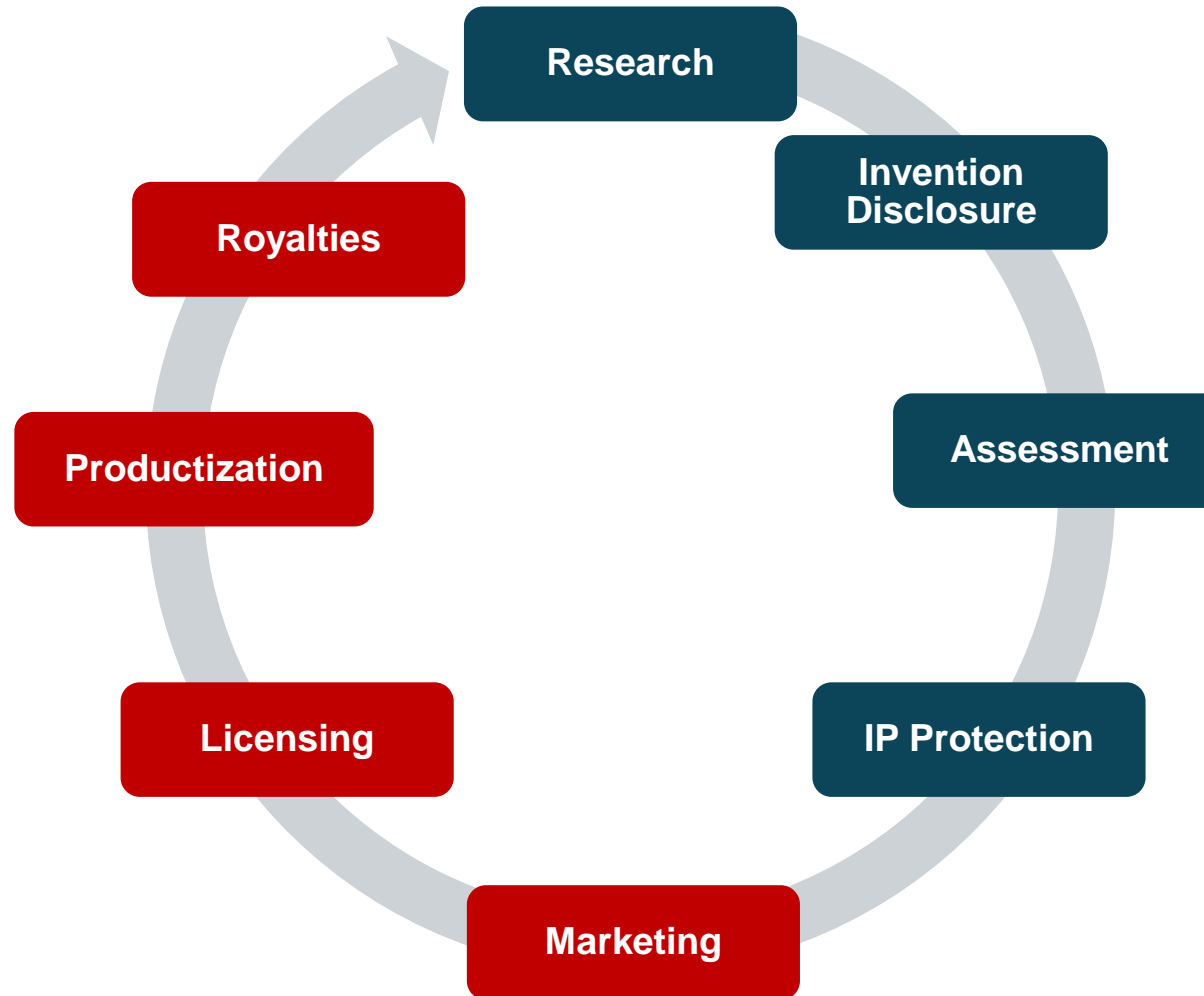 Research
Invention
Disclosure
Assessment
IP Protection
Marketing
Licensing
Productization
Royalties